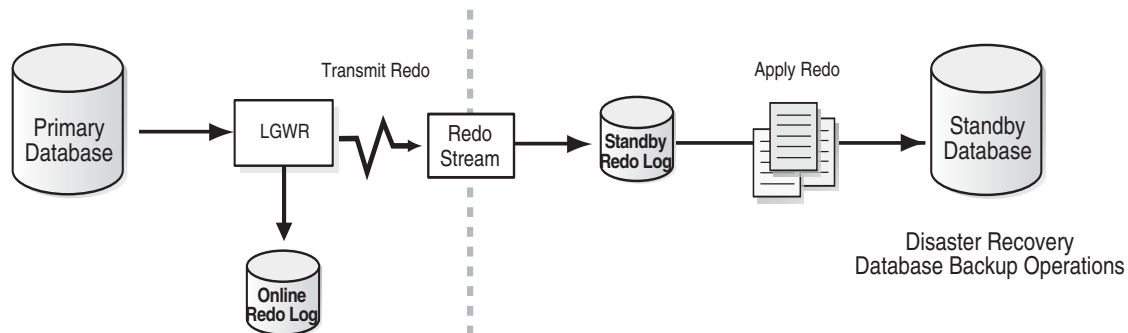 Transmit Redo
Apply Redo
Primary
Database
LGWR
Redo
Stream
Standby
Redo Log
Standby
Database
Online
Redo Log
Disaster Recovery
Database Backup Operations